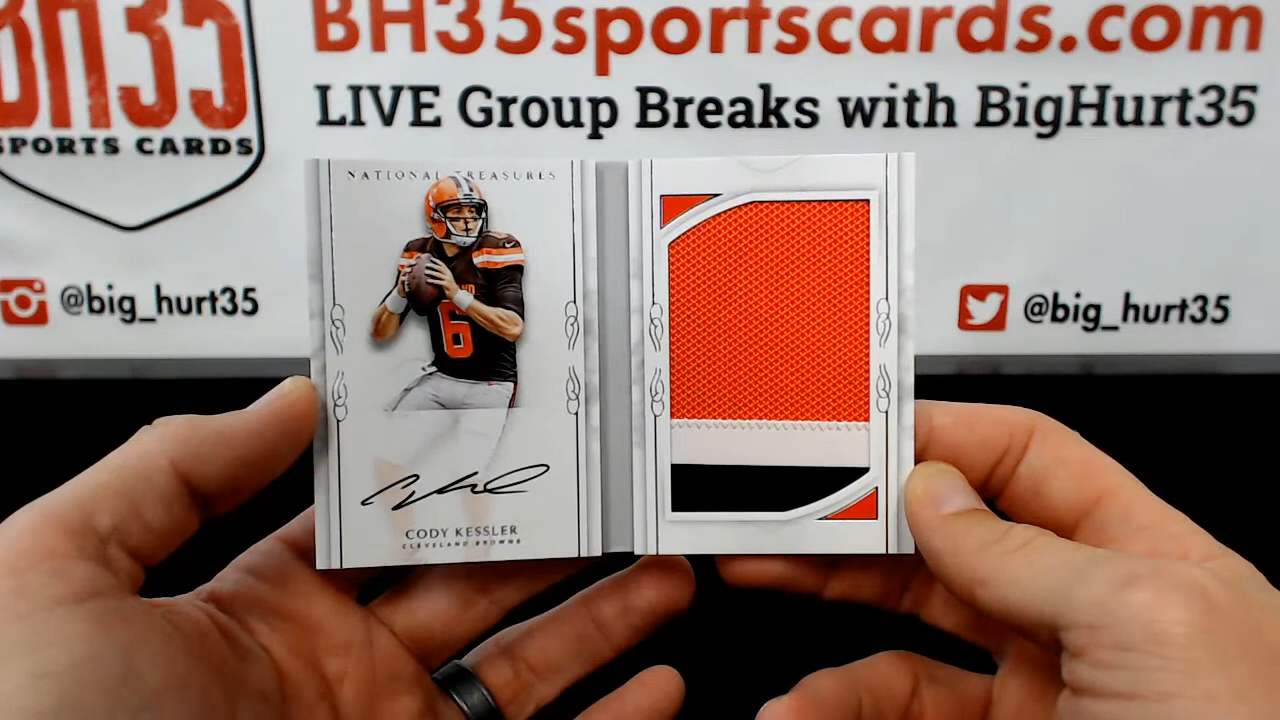 BH35
SPORTS CARDS
BH35sportscards.com
LIVE Group Breaks with BigHurt35
@big_hurt35
@big_hurt35
NATIONAL TREASURES
6
CODY KESSLER
CLEVELAND BROWNS